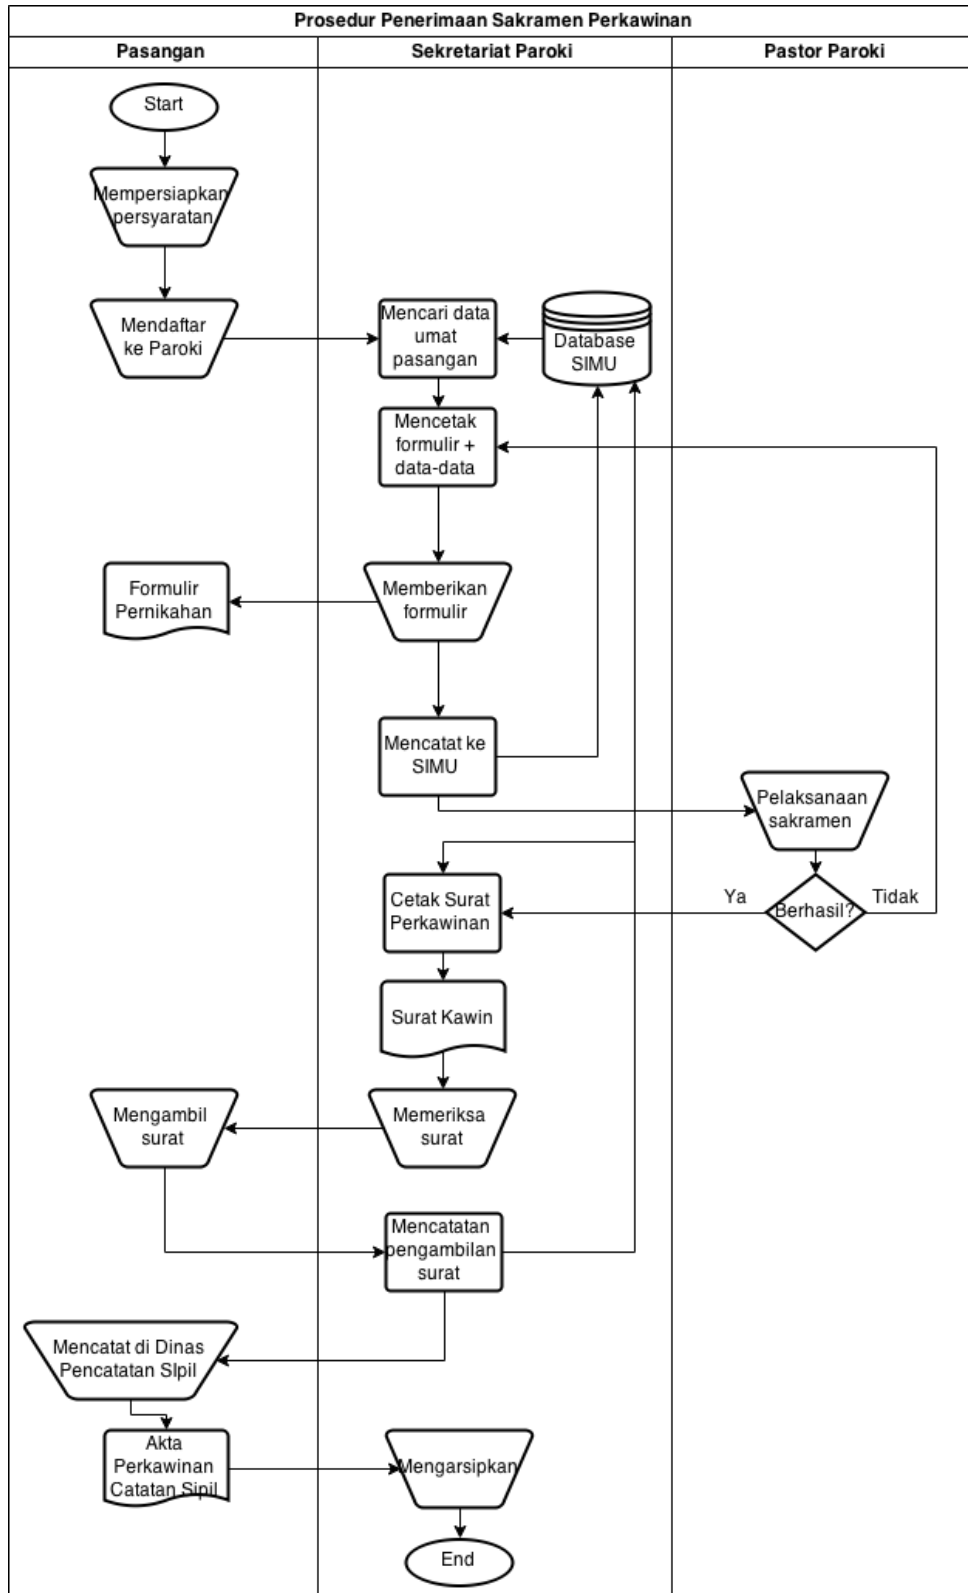 Prosedur Penerimaan Sakramen Perkawinan
Pasangan
Sekretariat Paroki
Pastor Paroki
Start
Mempersiapkan
persyaratan
Mendaftar
ke Paroki
Mencari data
umat
pasangan
Database
SIMU
Mencetak
formulir +
data-data
Formulir
Pernikahan
Memberikan
formulir
Mencatat ke
SIMU
Pelaksanaan
sakramen
Cetak Surat
Perkawinan
Ya
Berhasil?
Tidak
Surat Kawin
Mengambil
surat
Memeriksa
surat
Mencatatan
pengambilan
surat
Mencatat di Dinas
Pencatatan SIpil
Akta
Perkawinan
Catatan Sipil
Mengarsipkan
End